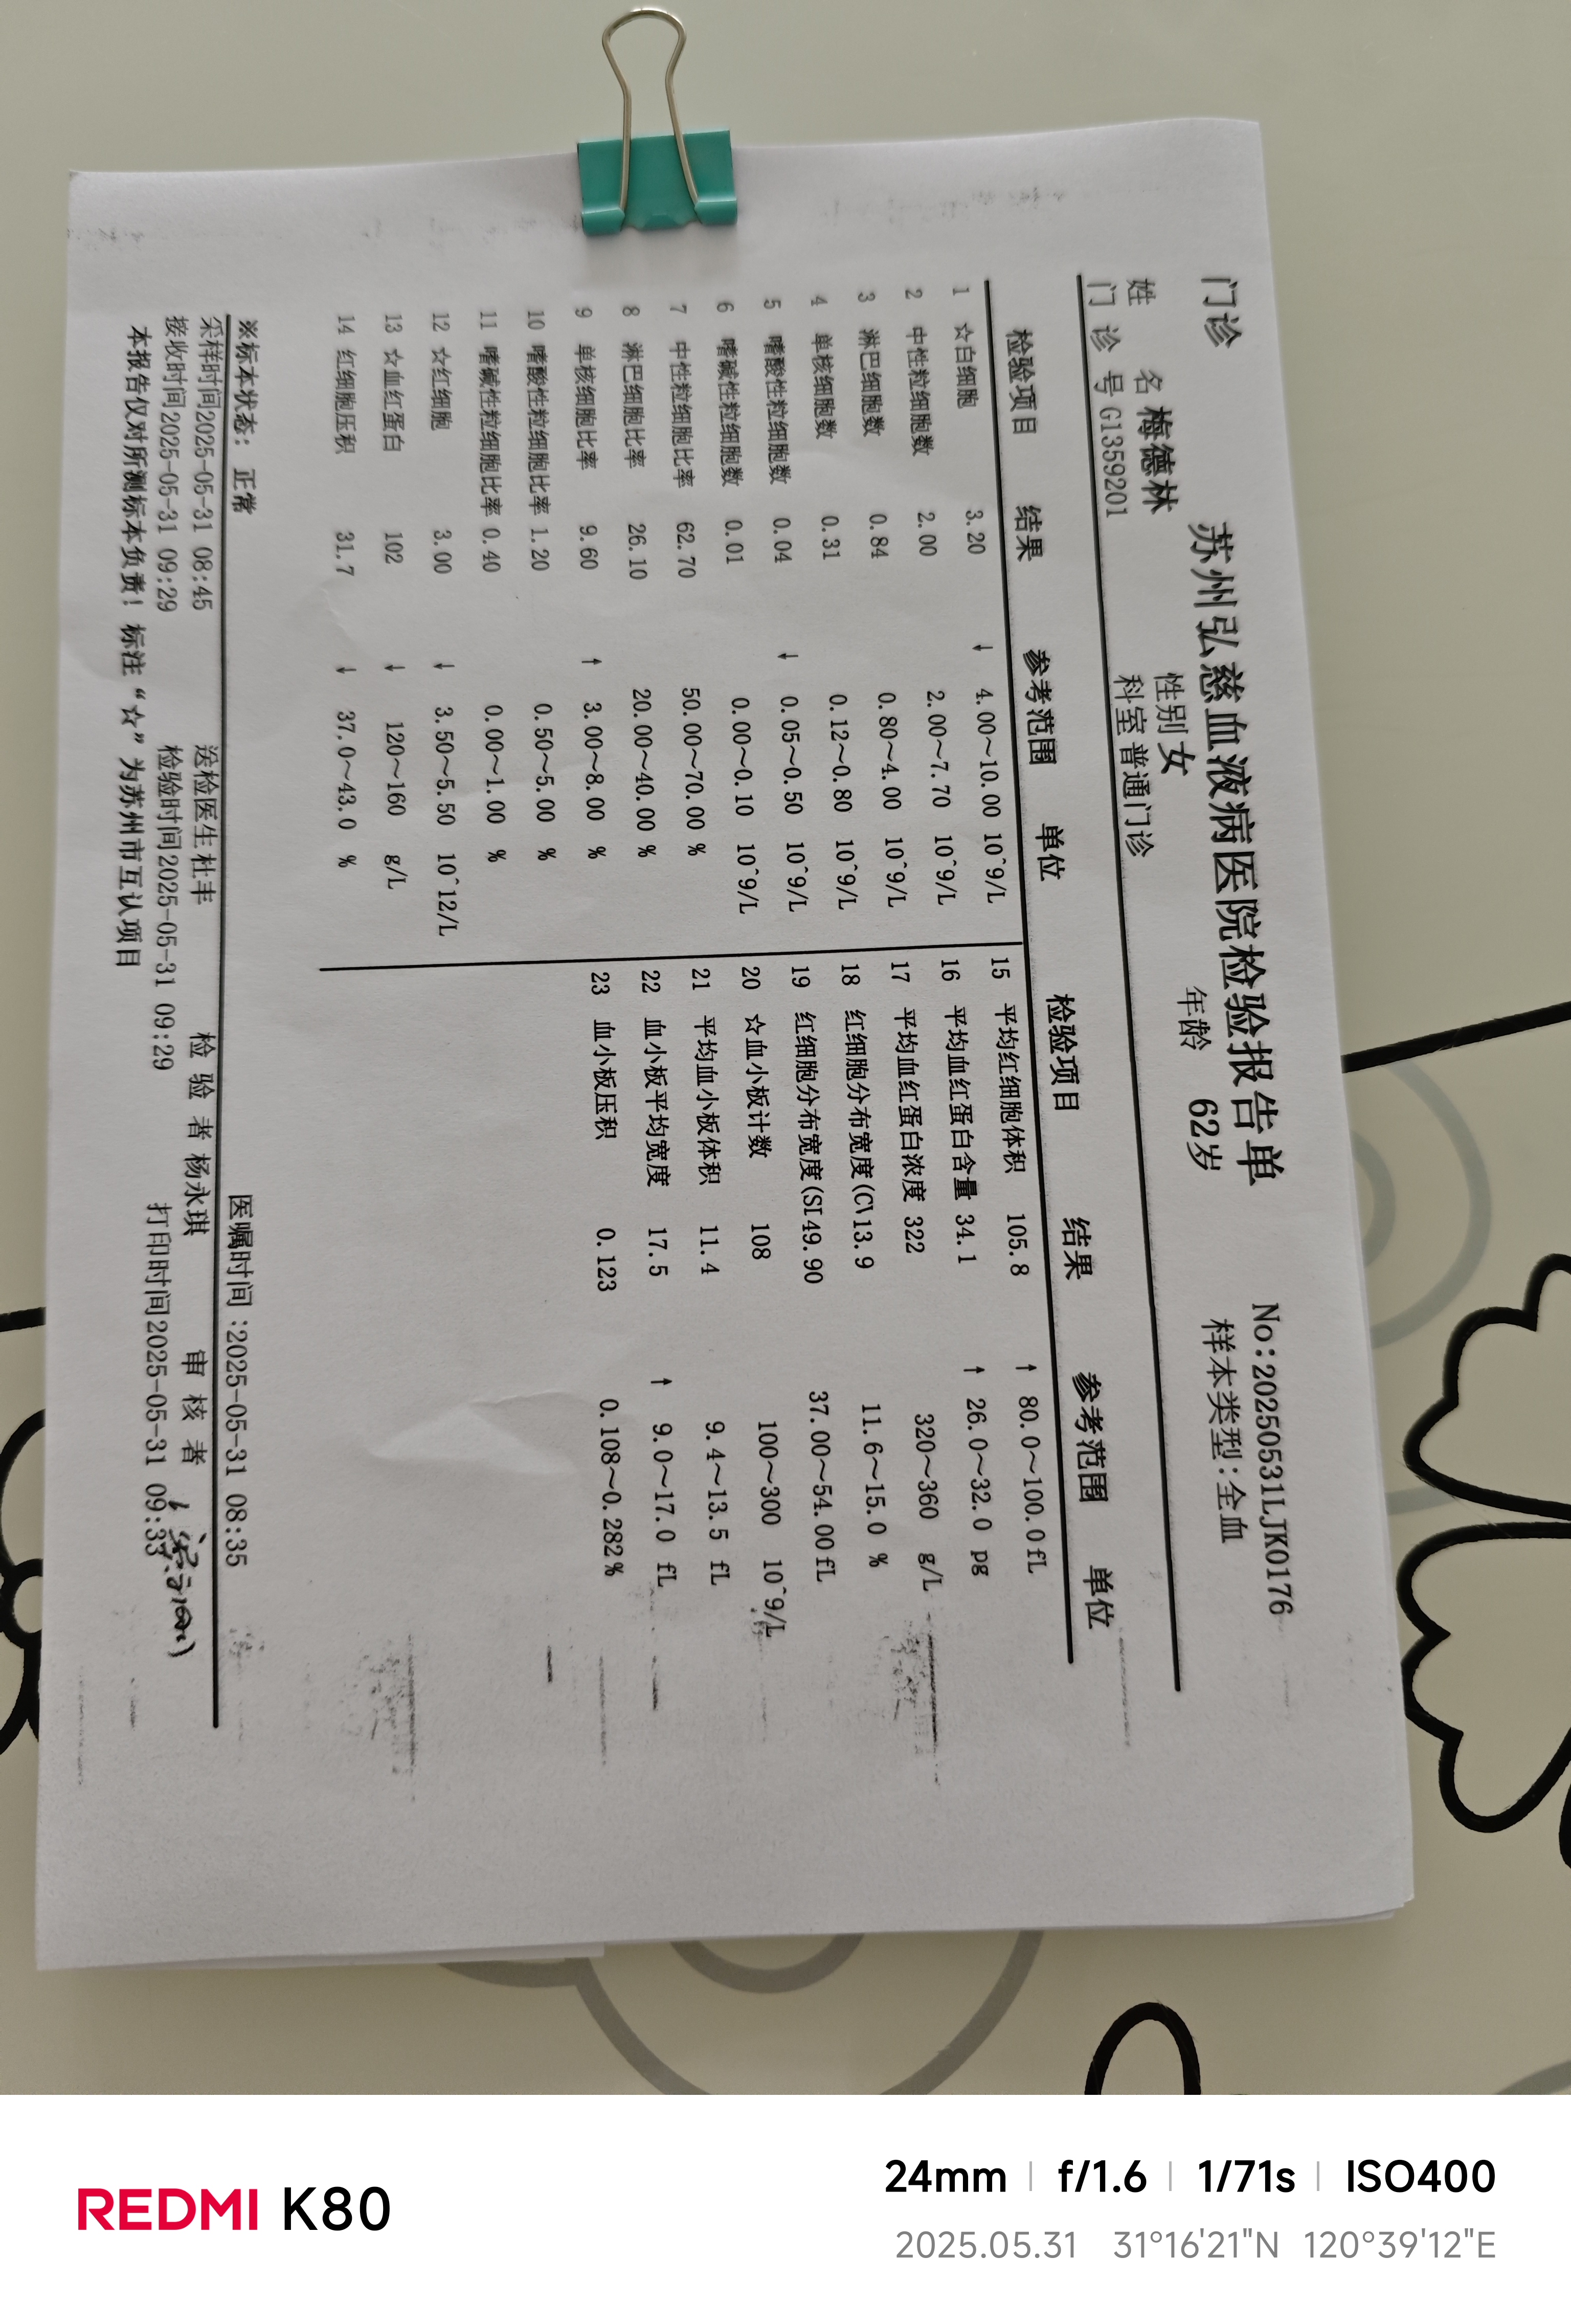 苏州弘慈血液病医院检验报告单
门诊 No:20250531LJK0176
姓 名 梅德林 性别 女 年龄 62岁 样本类型:全血
门 诊 号 G1359201 科室 普通门诊
检验项目 结果 参考范围 单位 检验项目 结果 参考范围 单位
1 ☆白细胞 3.20 ↓ 4.00~10.00 10^9/L 15 平均红细胞体积 105.8 ↑ 80.0~100.0 fL
2 中性粒细胞数 2.00 2.00~7.70 10^9/L 16 平均血红蛋白含量 34.1 ↑ 26.0~32.0 pg
3 淋巴细胞数 0.84 0.80~4.00 10^9/L 17 平均血红蛋白浓度 322 320~360 g/L
4 单核细胞数 0.31 0.12~0.80 10^9/L 18 红细胞分布宽度(C\13.9 11.6~15.0 %
5 嗜酸性粒细胞数 0.04 ↓ 0.05~0.50 10^9/L 19 红细胞分布宽度(SI49.90 37.00~54.00 fL
6 嗜碱性粒细胞数 0.01 0.00~0.10 10^9/L 20 ☆血小板计数 108 100~300 10^9/L
7 中性粒细胞比率 62.70 50.00~70.00 % 21 平均血小板体积 11.4 9.4~13.5 fL
8 淋巴细胞比率 26.10 20.00~40.00 % 22 血小板平均宽度 17.5 ↑ 9.0~17.0 fL
9 单核细胞比率 9.60 ↑ 3.00~8.00 % 23 血小板压积 0.123 0.108~0.282%
10 嗜酸性粒细胞比率 1.20 0.50~5.00 %
11 嗜碱性粒细胞比率 0.40 0.00~1.00 %
12 ☆红细胞 3.00 ↓ 3.50~5.50 10^12/L
13 ☆血红蛋白 102 ↓ 120~160 g/L
14 红细胞压积 31.7 ↓ 37.0~43.0 %
※标本状态: 正常 医嘱时间:2025-05-31 08:35
采样时间2025-05-31 08:45 送检医生 杜丰 检 验 者 杨永琪 审 核 者
接收时间2025-05-31 09:29 检验时间2025-05-31 09:29 打印时间2025-05-31 09:33
本报告仅对所测标本负责! 标注“☆”为苏州市互认项目
REDMI K80
24mm | f/1.6 | 1/71s | ISO400
2025.05.31 31°16'21"N 120°39'12"E